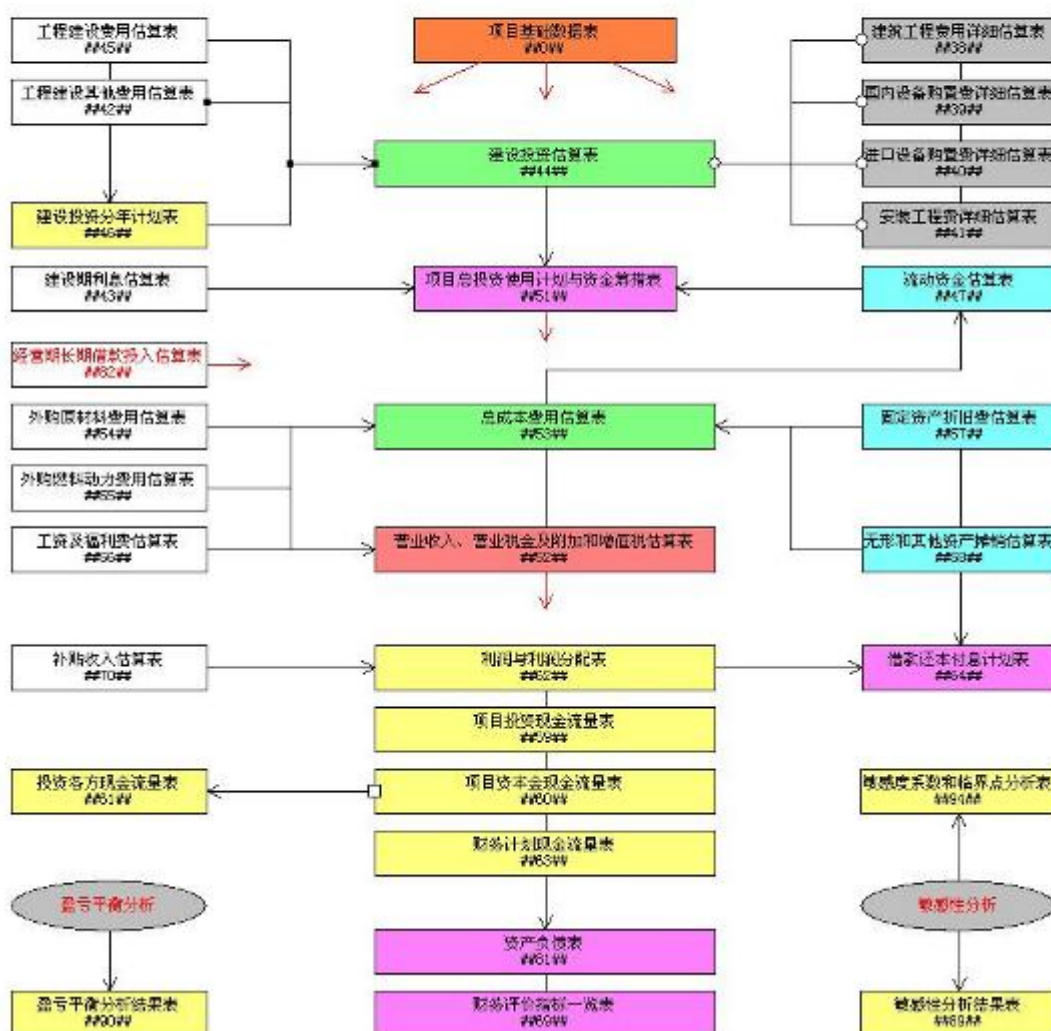 工程建设费用估算表
##45##
项目基础数据表
##0##
建筑工程费用详细估算表
##38##
工程建设其他费用估算表
##42##
国内设备购置费详细估算表
##39##
建设投资估算表
##44##
进口设备购置费详细估算表
##40##
建设投资分年计划表
##46##
安装工程费详细估算表
##41##
建设期利息估算表
##43##
项目总投资使用计划与资金筹措表
##51##
流动资金估算表
##47##
经营期长期借款投入估算表
##82##
外购原材料费用估算表
##54##
总成本费用估算表
##53##
固定资产折旧费估算表
##57##
外购燃料动力费用估算表
##55##
工资及福利费估算表
##56##
营业收入、营业税金及附加和增值税估算表
##52##
无形和其他资产摊销估算表
##58##
补贴收入估算表
##70##
利润与利润分配表
##62##
借款还本付息计划表
##64##
项目投资现金流量表
##59##
投资各方现金流量表
##61##
项目资本金现金流量表
##60##
敏感度系数和临界点分析表
##94##
财务计划现金流量表
##63##
盈亏平衡分析
敏感性分析
资产负债表
##81##
盈亏平衡分析结果表
##90##
财务评价指标一览表
##69##
敏感性分析结果表
##89##